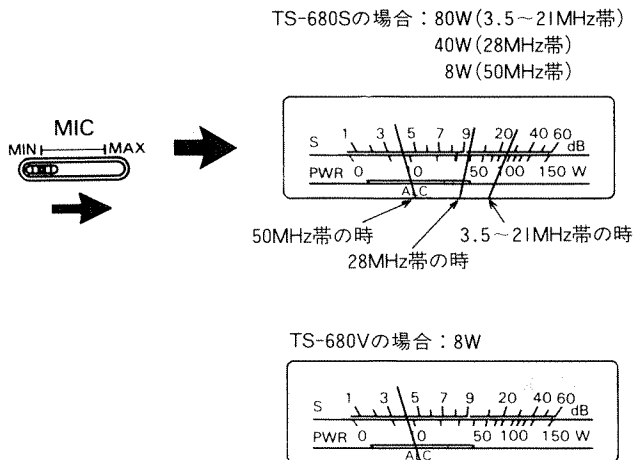 TS-680Sの場合：80W(3.5～21MHz帯)
40W(28MHz帯)
8W(50MHz帯)
MIC
MIN MAX
S 1 3 5 7 9 20 40 60 dB
PWR 0 10 50 100 150 W
ALC
50MHz帯の時
28MHz帯の時
3.5～21MHz帯の時
TS-680Vの場合：8W
S 1 3 5 7 9 20 40 60 dB
PWR 0 10 50 100 150 W
ALC